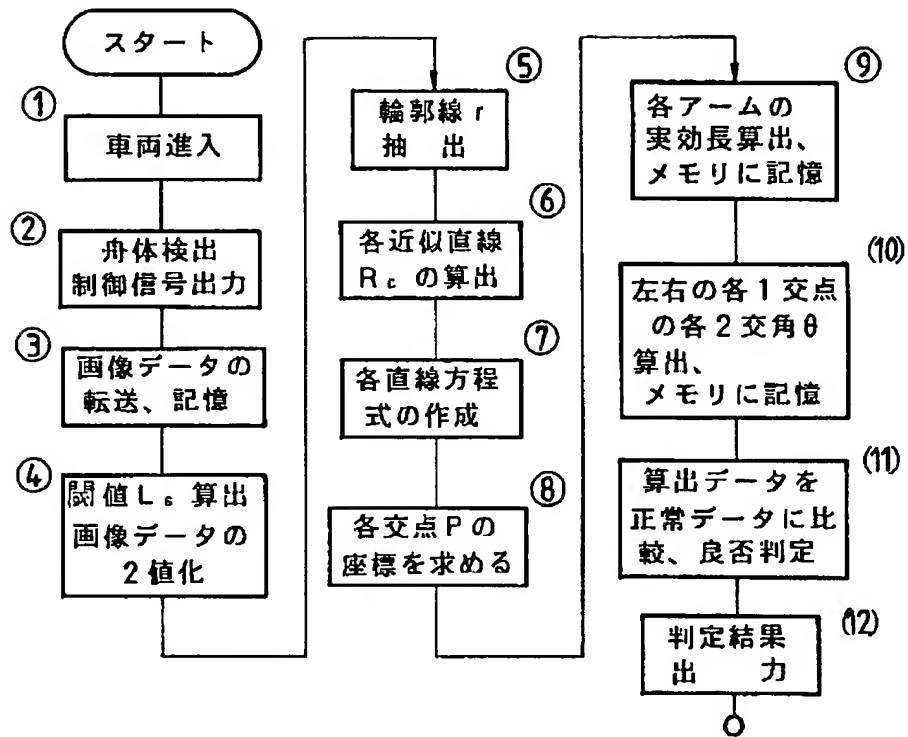 スタート
①
車両進入
②
舟体検出
制御信号出力
③
画像データの
転送、記憶
④
閾値Ls算出
画像データの
2値化
⑤
輪郭線r
抽出
⑥
各近似直線
Rcの算出
⑦
各直線方程
式の作成
⑧
各交点Pの
座標を求める
⑨
各アームの
実効長算出、
メモリに記憶
(10)
左右の各1交点
の各2交角θ
算出、
メモリに記憶
(11)
算出データを
正常データに比
較、良否判定
(12)
判定結果
出力